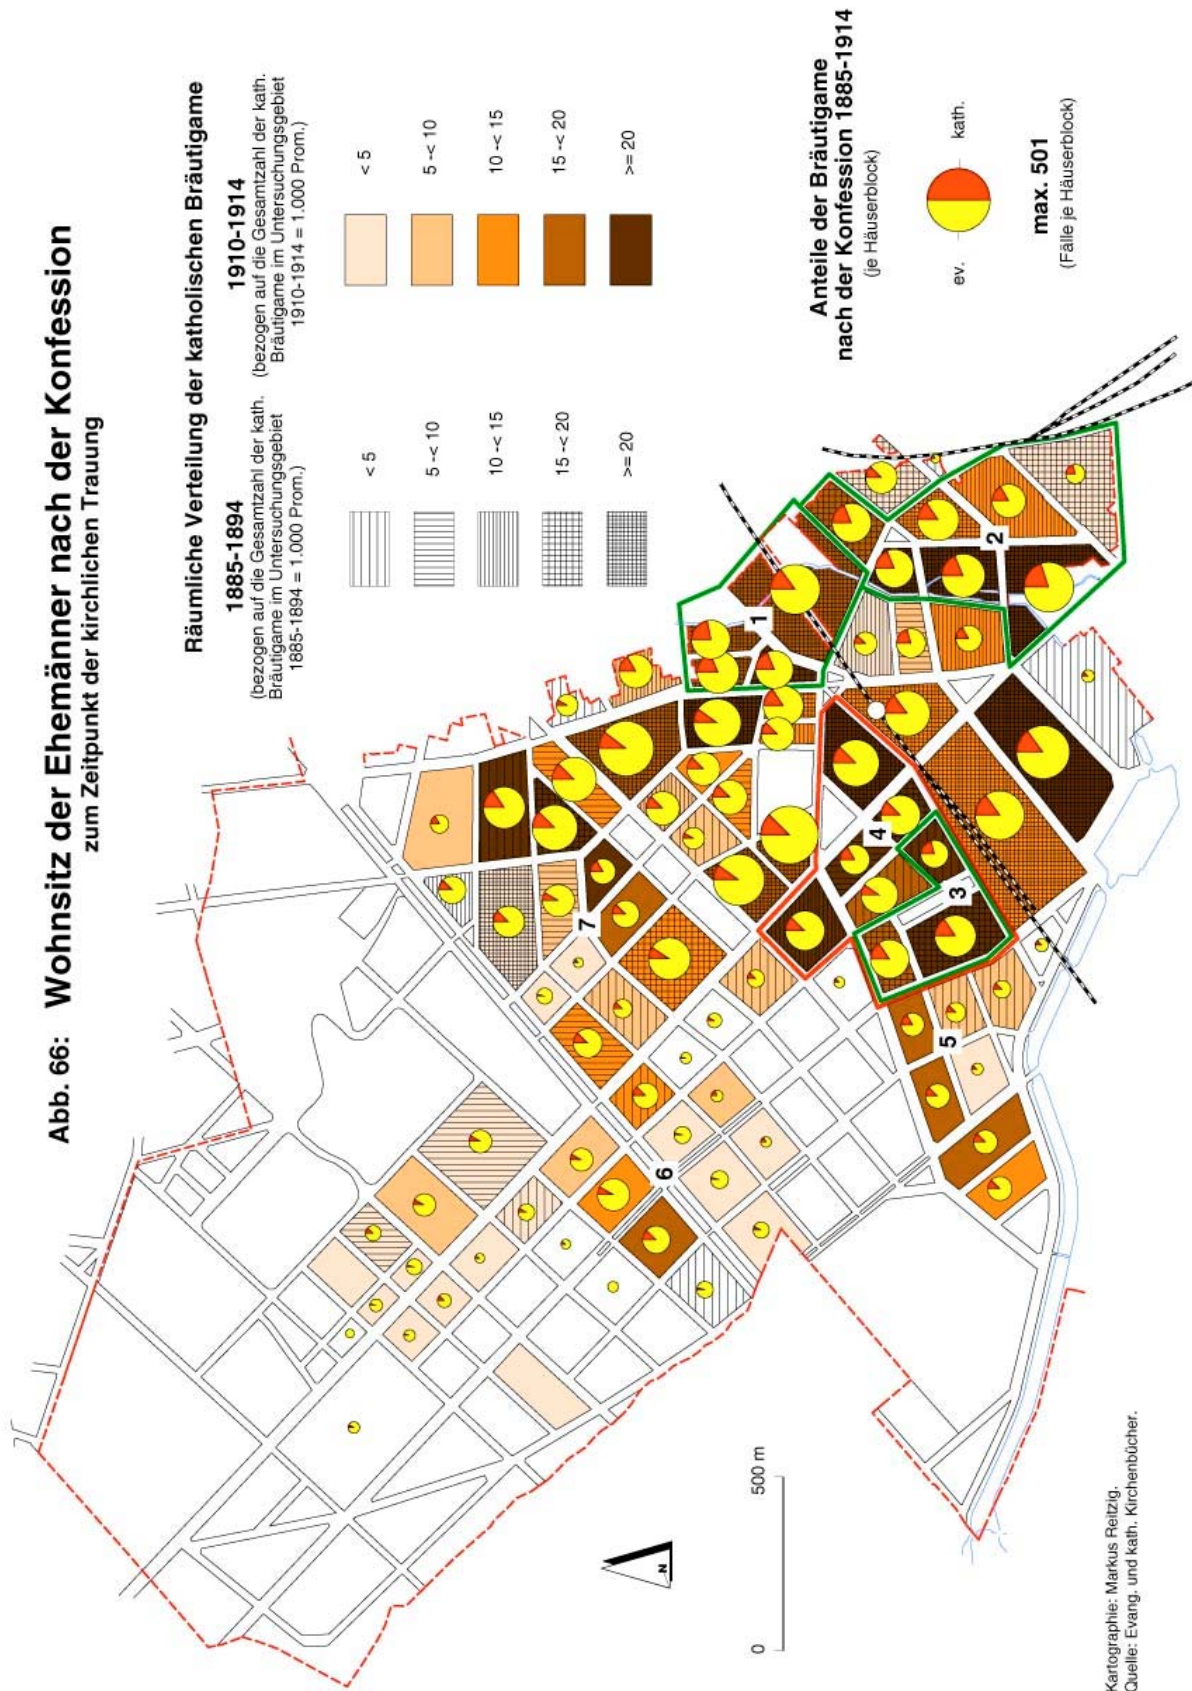 Abb. 66: Wohnsitz der Ehemänner nach der Konfession
zum Zeitpunkt der kirchlichen Trauung
Räumliche Verteilung der katholischen Bräutigame
1885-1894
(bezogen auf die Gesamtzahl der kath.
Bräutigame im Untersuchungsgebiet
1885-1894 = 1.000 Prom.)
< 5
5 -< 10
10 -< 15
15 -< 20
>= 20
1910-1914
(bezogen auf die Gesamtzahl der kath.
Bräutigame im Untersuchungsgebiet
1910-1914 = 1.000 Prom.)
< 5
5 -< 10
10 -< 15
15 -< 20
>= 20
1
2
3
4
5
6
7
Anteile der Bräutigame
nach der Konfession 1885-1914
(je Häuserblock)
ev.
kath.
max. 501
(Fälle je Häuserblock)
N
0
500 m
Kartographie: Markus Reitzig.
Quelle: Evang. und kath. Kirchenbücher.